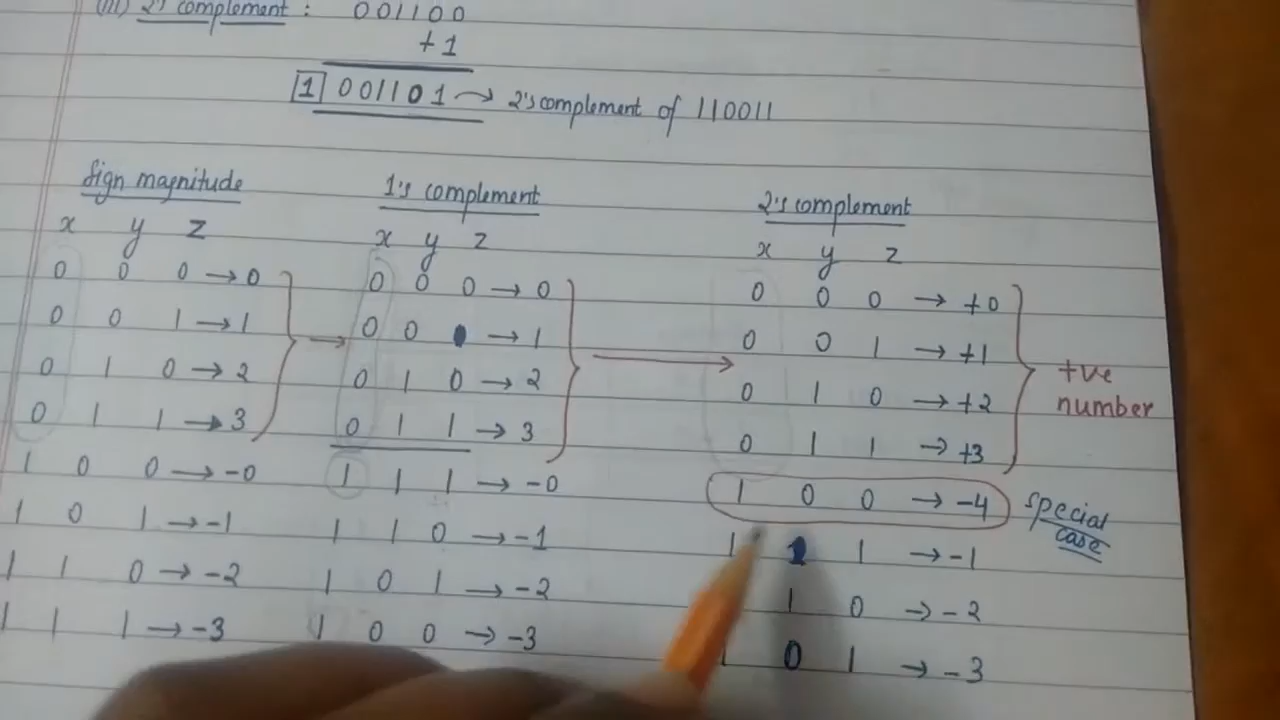 (iii) 2's complement : 001100
+1
1 001101 → 2's complement of 110011
Sign magnitude 1's complement 2's complement
x y z x y z x y z
0 0 0 → 0 0 0 0 → 0 0 0 0 → +0
0 0 1 → 1 0 0 1 → 1 0 0 1 → +1
0 1 0 → 2 0 1 0 → 2 0 1 0 → +2 +ve
number
0 1 1 → 3 0 1 1 → 3 0 1 1 → +3
1 0 0 → -0 1 1 1 → -0 1 0 0 → -4 special
case
1 0 1 → -1 1 1 0 → -1 1 1 1 → -1
1 1 0 → -2 1 0 1 → -2 1 0 → -2
1 1 1 → -3 1 0 0 → -3 1 0 1 → -3